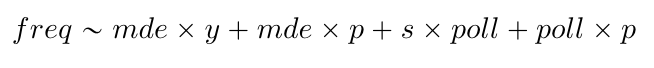 freq ∼ mde × y + mde × p + s × poll + poll × p